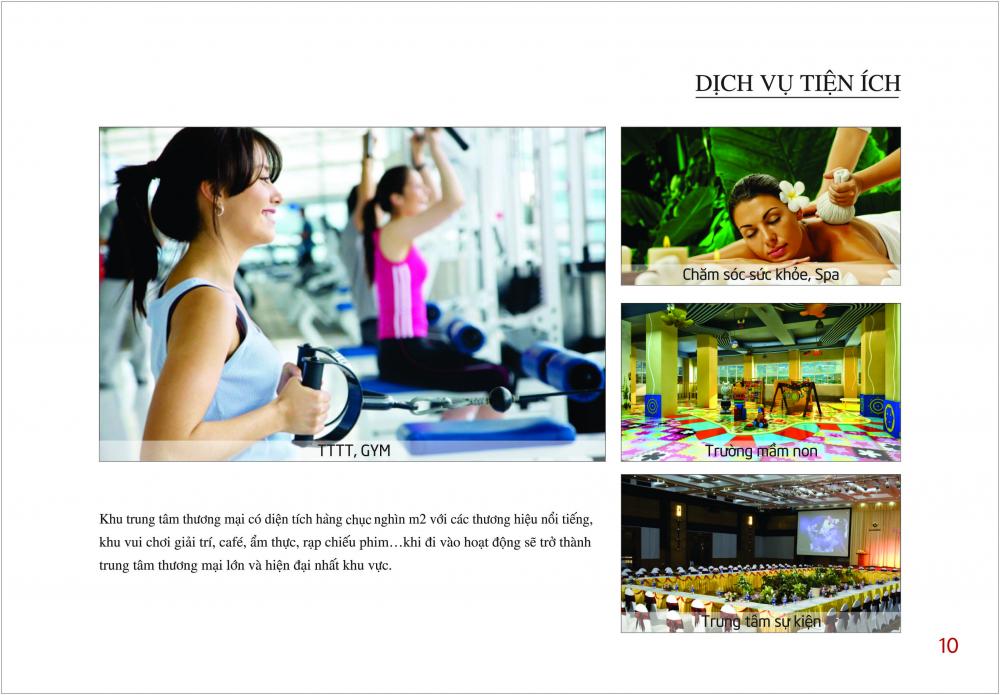 DỊCH VỤ TIỆN ÍCH
TTTT, GYM
Chăm sóc sức khỏe, Spa
Trường mầm non
Trung tâm sự kiện
Khu trung tâm thương mại có diện tích hàng chục nghìn m2 với các thương hiệu nổi tiếng,
khu vui chơi giải trí, café, ẩm thực, rạp chiếu phim…khi đi vào hoạt động sẽ trở thành
trung tâm thương mại lớn và hiện đại nhất khu vực.
10